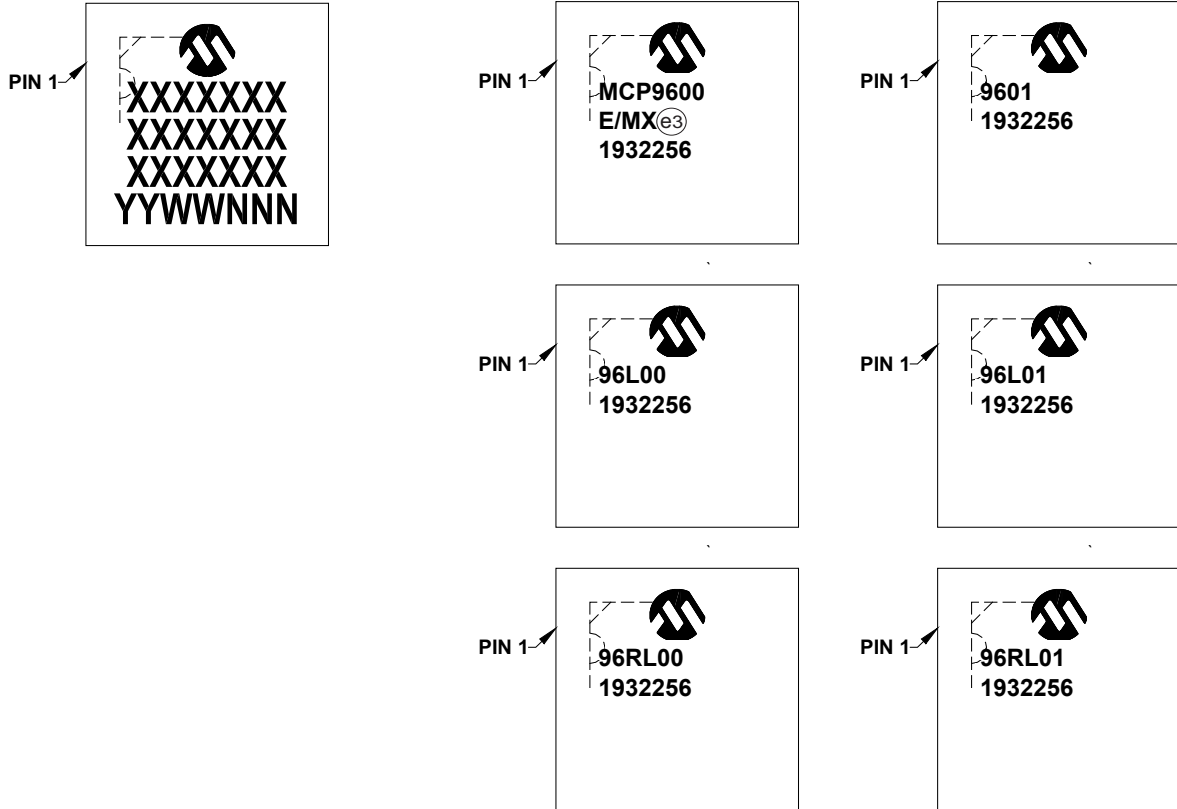 PIN 1
XXXXXXX
XXXXXXX
XXXXXXX
YYWWNNN
PIN 1
MCP9600
E/MX e3
1932256
PIN 1
9601
1932256
PIN 1
96L00
1932256
PIN 1
96L01
1932256
PIN 1
96RL00
1932256
PIN 1
96RL01
1932256